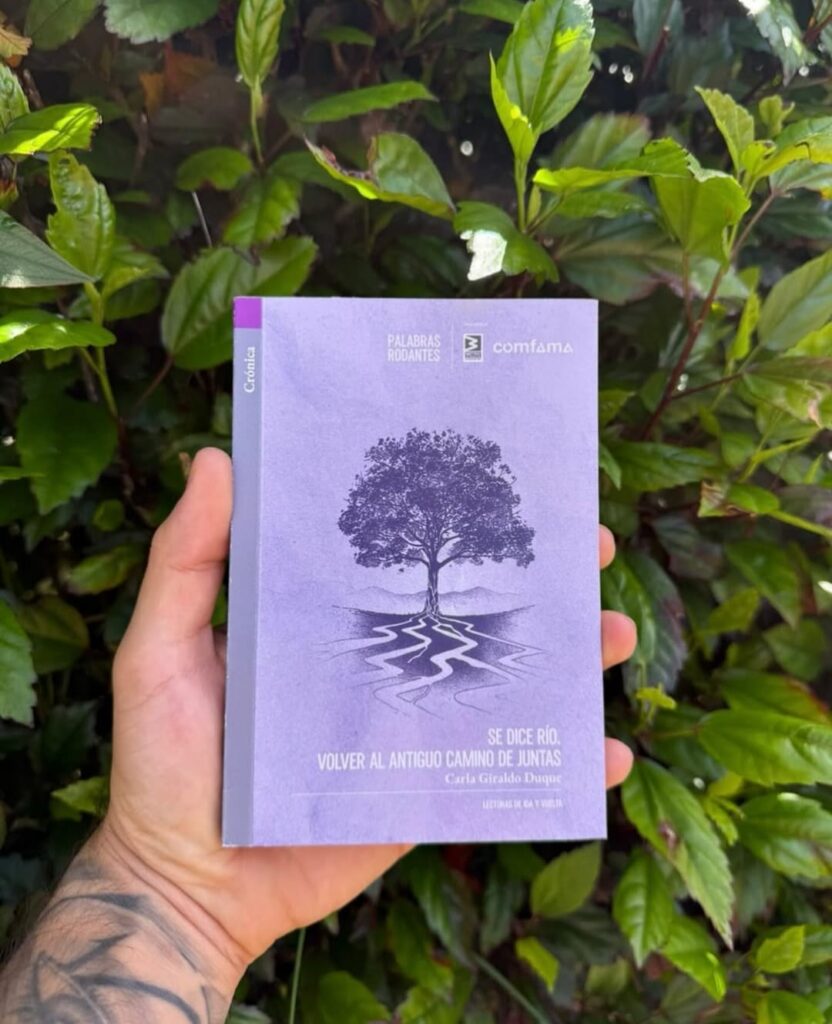 Crónica
PALABRAS
RODANTES
comfama
SE DICE RÍO.
VOLVER AL ANTIGUO CAMINO DE JUNTAS
Carla Giraldo Duque
LECTURAS DE IDA Y VUELTA